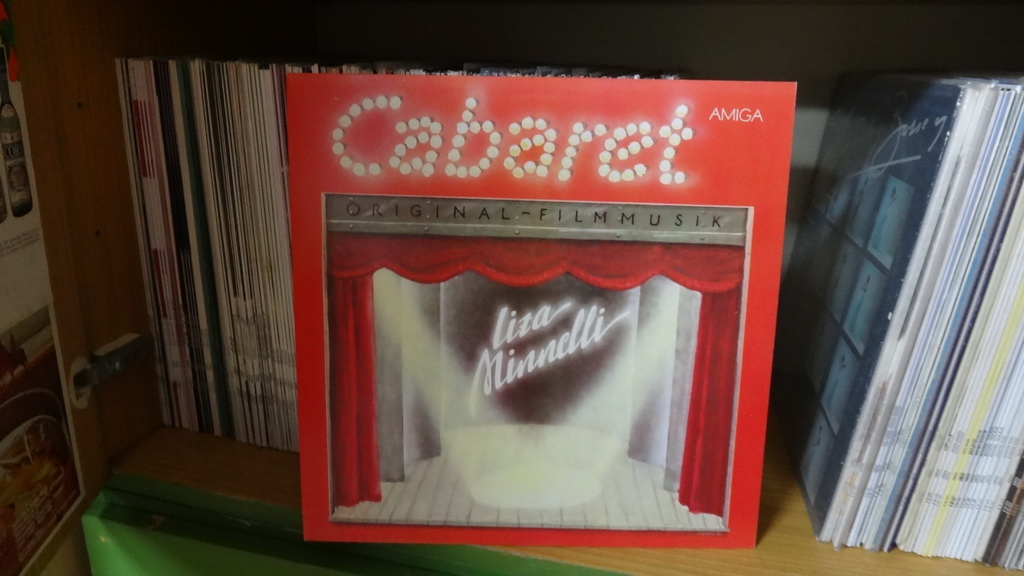 Cabaret
AMIGA
ORIGINAL-FILMMUSIK
Liza
Minnelli